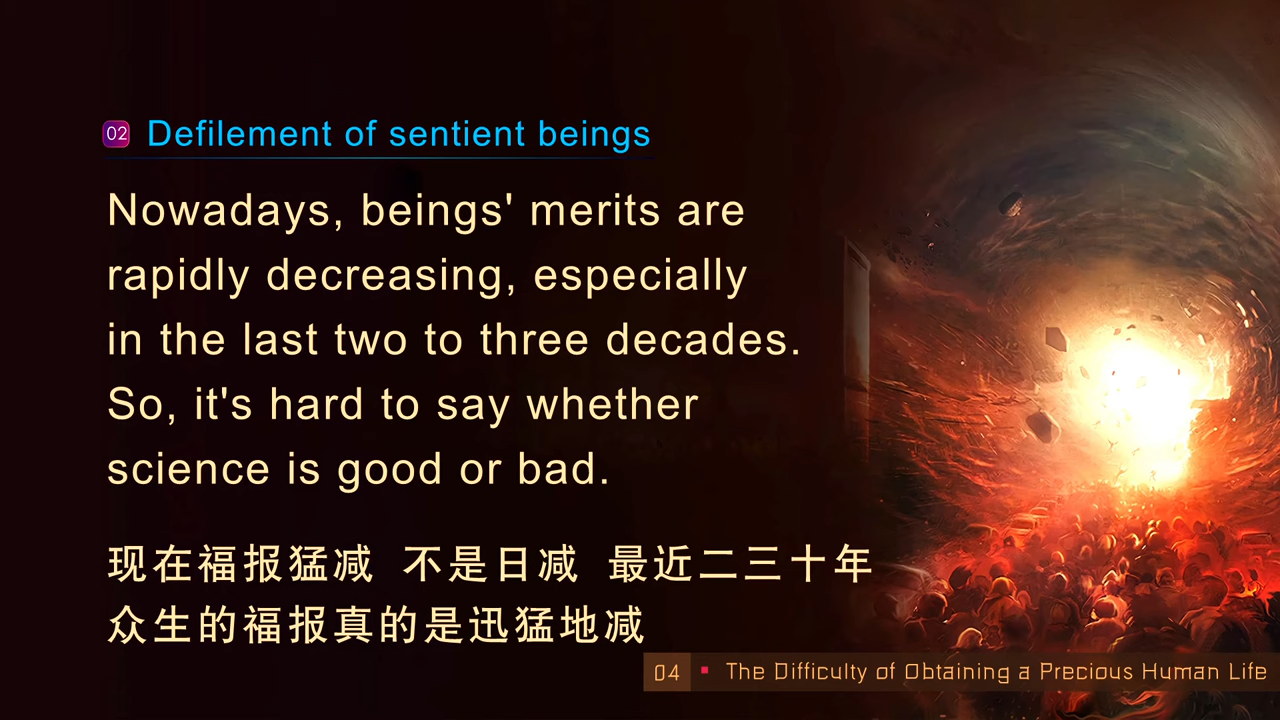 02 Defilement of sentient beings
Nowadays, beings' merits are
rapidly decreasing, especially
in the last two to three decades.
So, it's hard to say whether
science is good or bad.
现在福报猛减 不是日减 最近二三十年
众生的福报真的是迅猛地减
04 ▪ The Difficulty of Obtaining a Precious Human Life